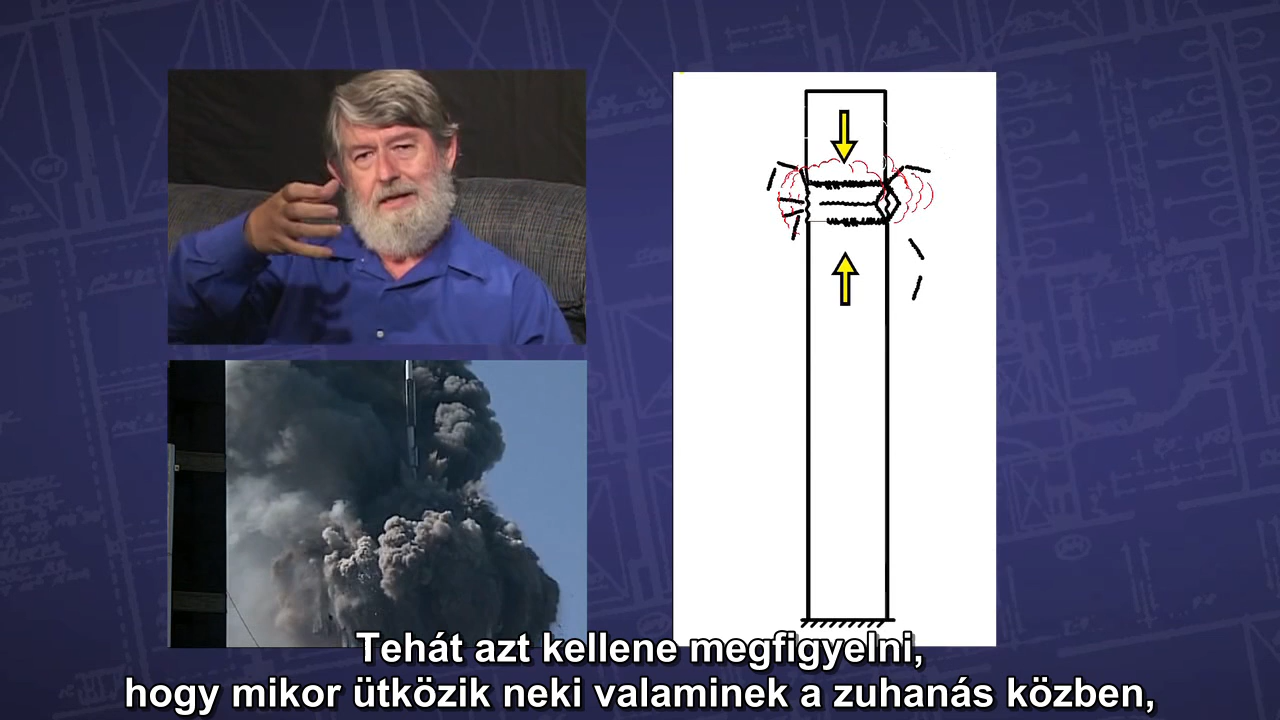 Tehát azt kellene megfigyelni,
hogy mikor ütközik neki valaminek a zuhanás közben,